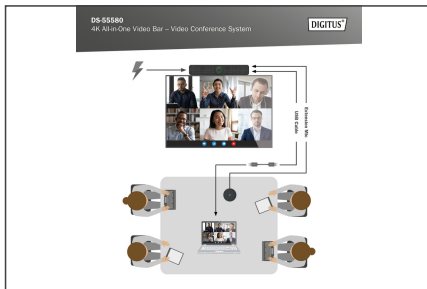 DS-55580
4K All-in-One Video Bar – Video Conference System
DIGITUS®
Extension Mic
USB Cable